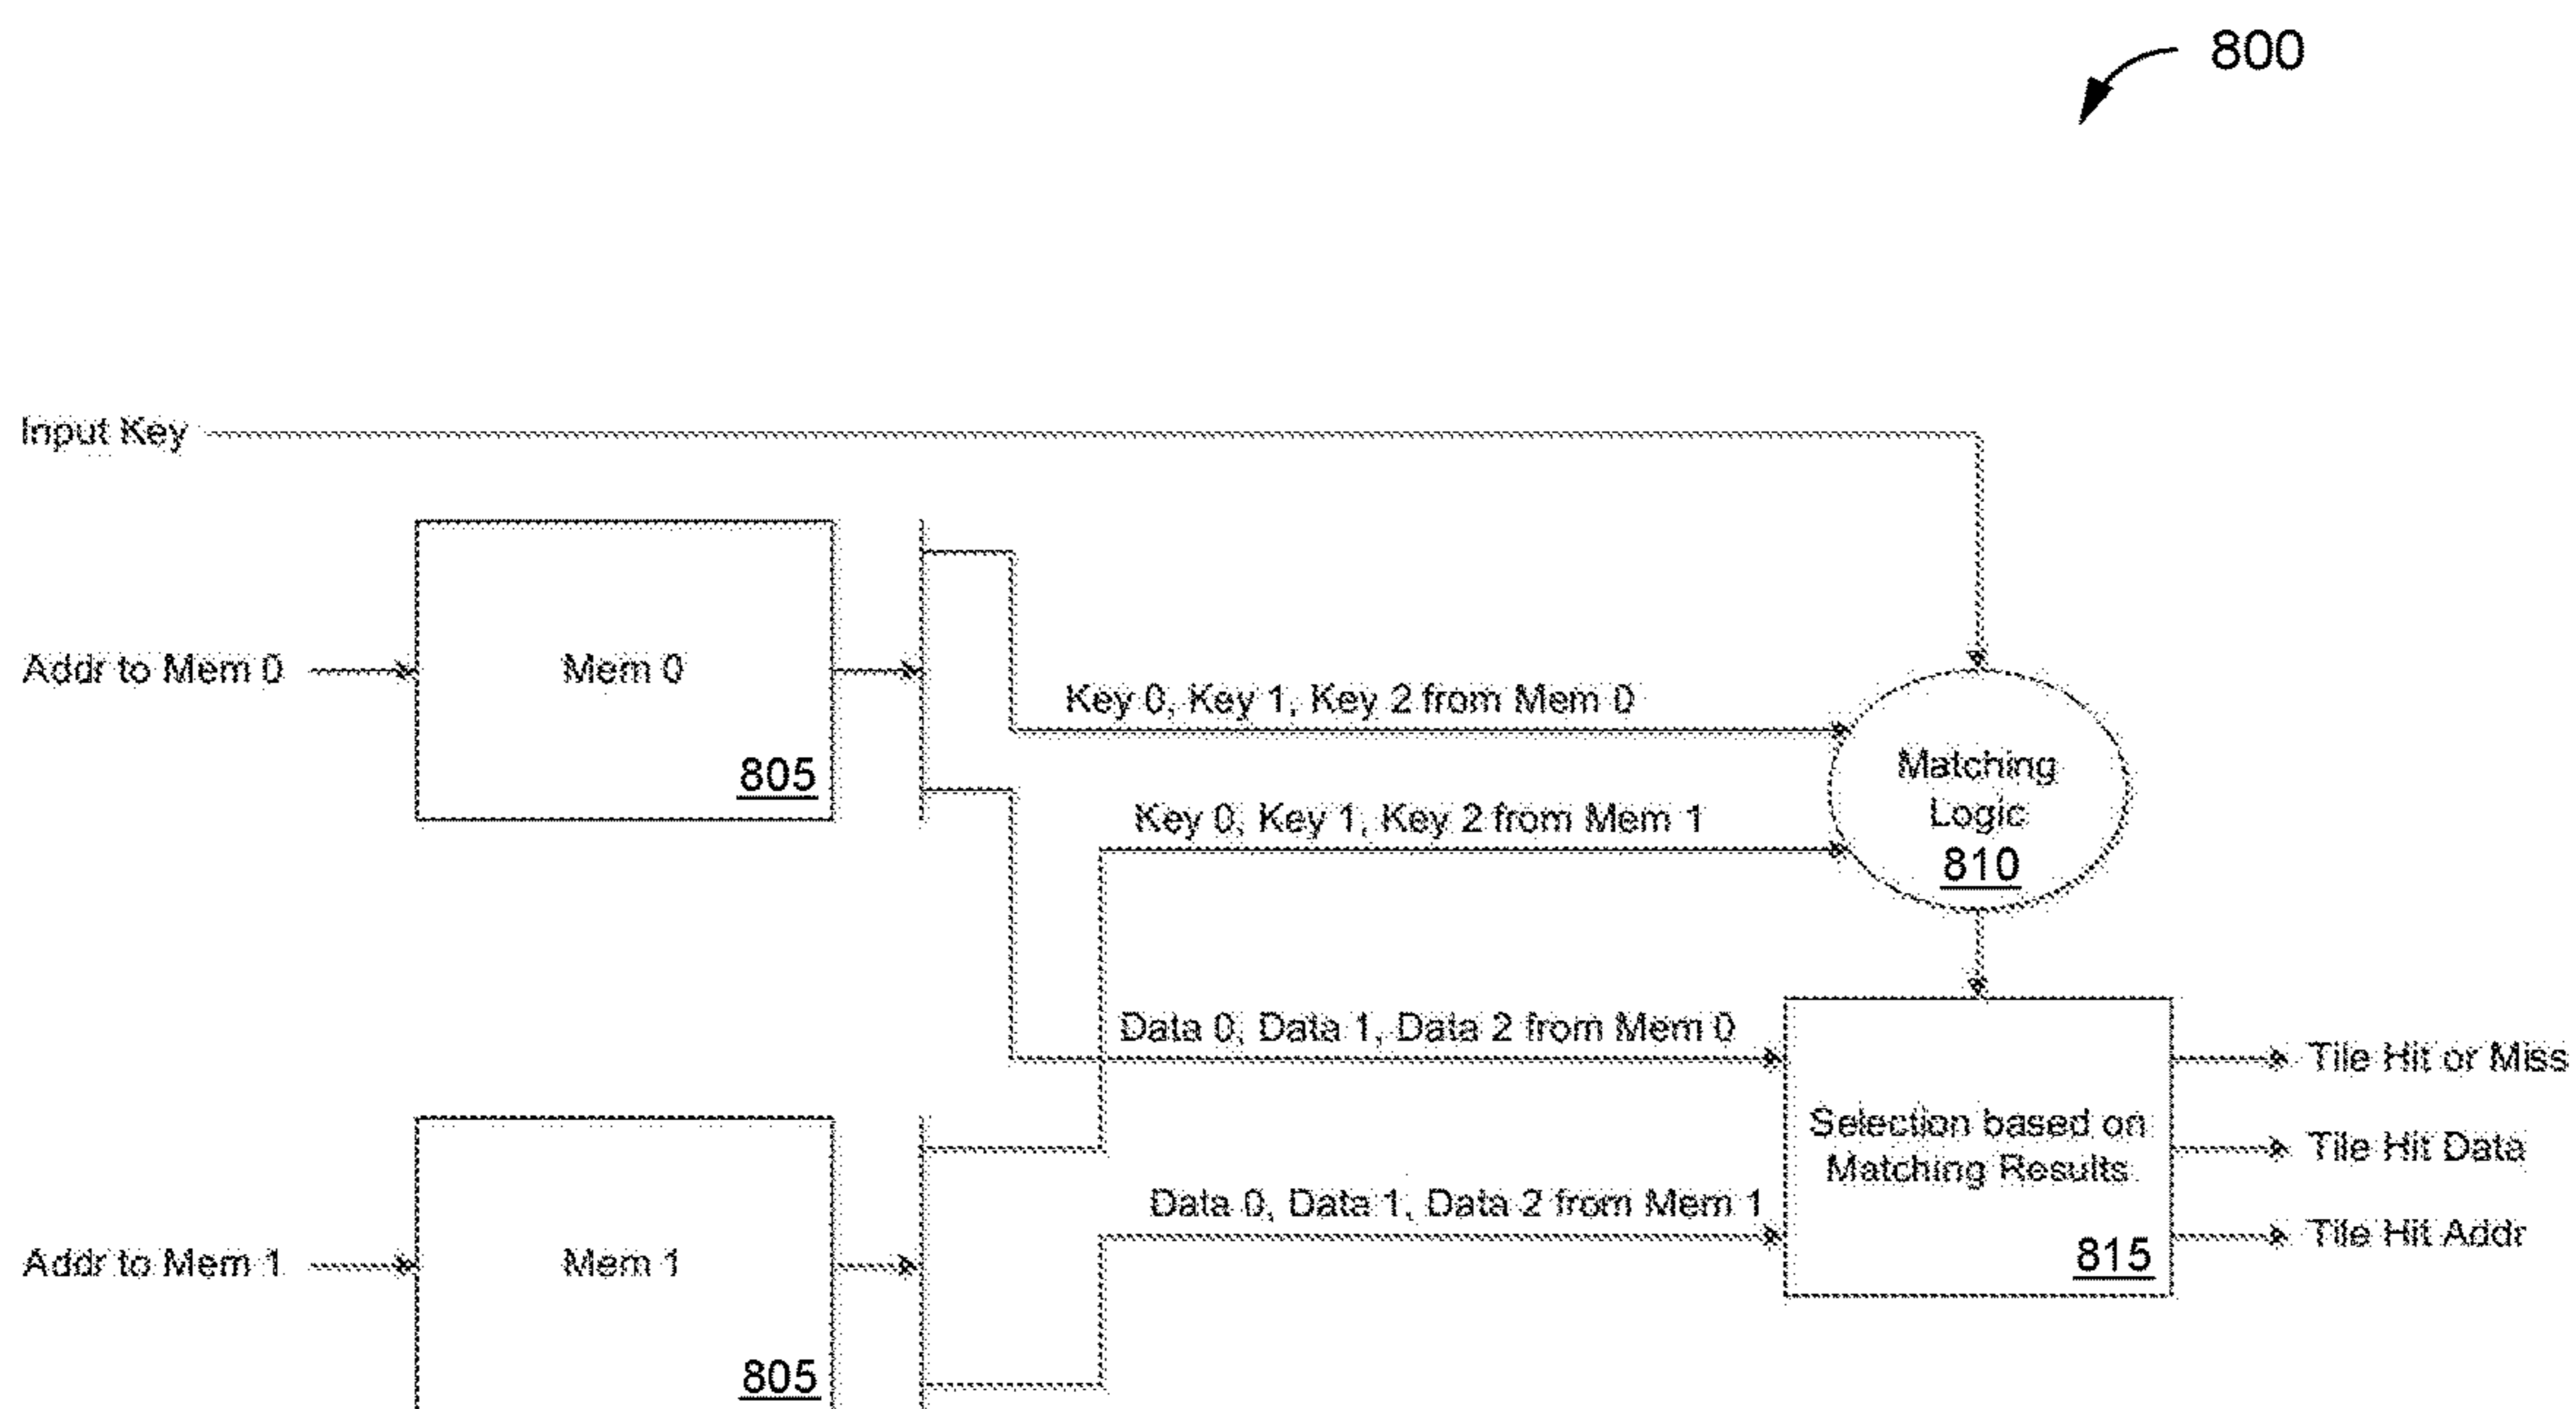 800
Input Key
Addr to Mem 0
Mem 0
805
Key 0, Key 1, Key 2 from Mem 0
Key 0, Key 1, Key 2 from Mem 1
Matching
Logic
810
Data 0, Data 1, Data 2 from Mem 0
Data 0, Data 1, Data 2 from Mem 1
Selection based on
Matching Results
815
Tile Hit or Miss
Tile Hit Data
Tile Hit Addr
Addr to Mem 1
Mem 1
805